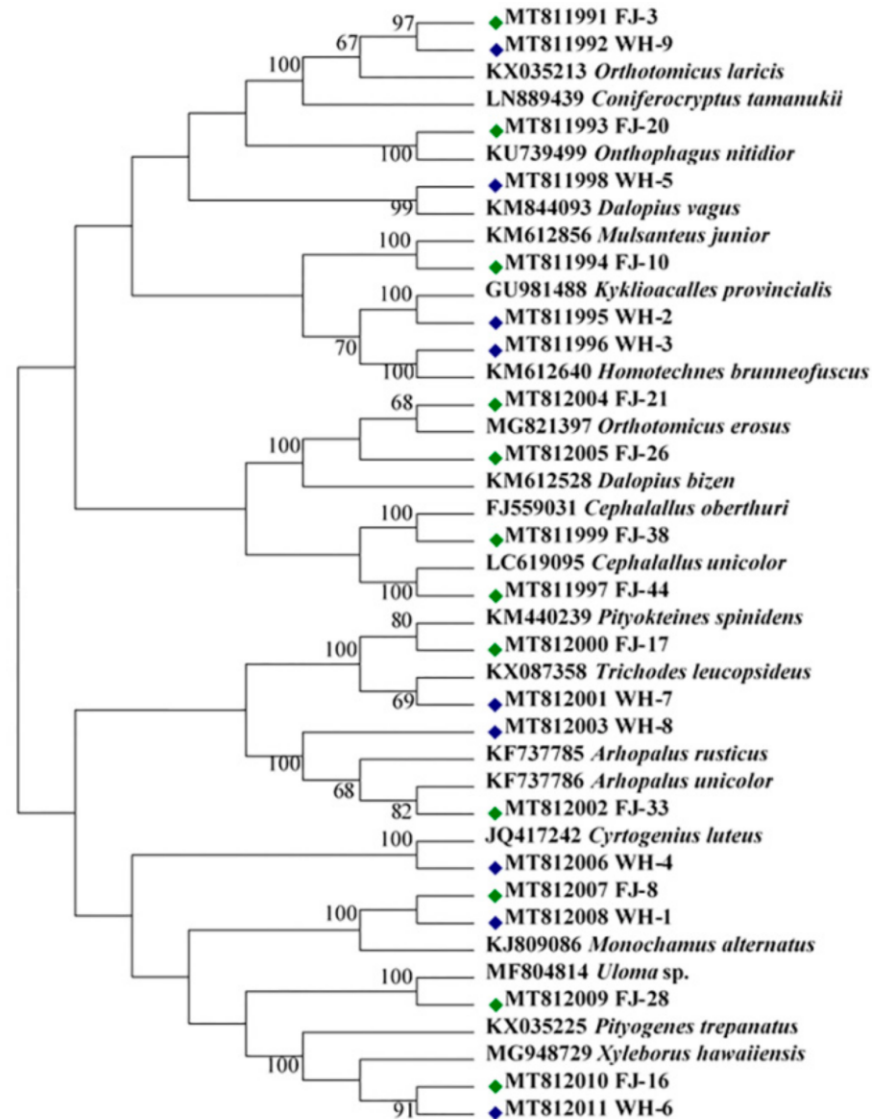 97
MT811991 FJ-3
67
MT811992 WH-9
100
KX035213 Orthotomicus laricis
LN889439 Coniferocryptus tamanukii
MT811993 FJ-20
100
KU739499 Onthophagus nitidior
MT811998 WH-5
99
KM844093 Dalopius vagus
100
KM612856 Mulsanteus junior
MT811994 FJ-10
100
GU981488 Kyklioacalles provincialis
MT811995 WH-2
70
MT811996 WH-3
100
KM612640 Homotechnes brunneofuscus
68
MT812004 FJ-21
MG821397 Orthotomicus erosus
100
MT812005 FJ-26
KM612528 Dalopius bizen
100
FJ559031 Cephalallus oberthuri
MT811999 FJ-38
LC619095 Cephalallus unicolor
100
MT811997 FJ-44
80
KM440239 Pityokteines spinidens
100
MT812000 FJ-17
KX087358 Trichodes leucopsideus
69
MT812001 WH-7
MT812003 WH-8
100
KF737785 Arhopalus rusticus
68
KF737786 Arhopalus unicolor
82
MT812002 FJ-33
100
JQ417242 Cyrtogenius luteus
MT812006 WH-4
MT812007 FJ-8
100
MT812008 WH-1
KJ809086 Monochamus alternatus
100
MF804814 Uloma sp.
MT812009 FJ-28
KX035225 Pityogenes trepanatus
100
MG948729 Xyleborus hawaiiensis
MT812010 FJ-16
91
MT812011 WH-6